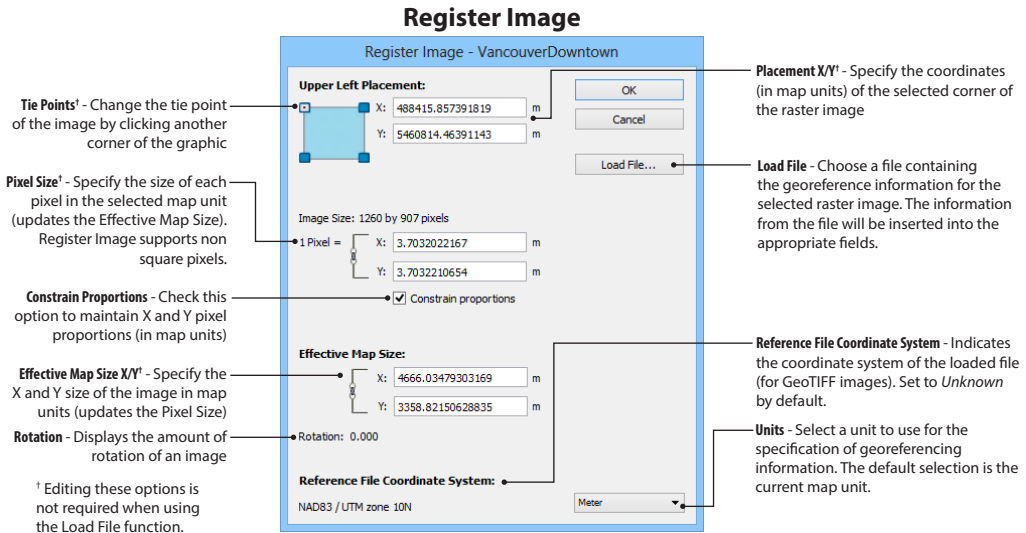 Register Image
Register Image - VancouverDowntown
Upper Left Placement:
X: 488415.857391819 m
Y: 5460814.46391143 m
OK
Cancel
Load File...
Image Size: 1260 by 907 pixels
1 Pixel =
X: 3.7032022167 m
Y: 3.7032210654 m
Constrain proportions
Effective Map Size:
X: 4666.03479303169 m
Y: 3358.82150628835 m
Rotation: 0.000
Reference File Coordinate System:
NAD83 / UTM zone 10N
Meter
Tie Points† - Change the tie point
of the image by clicking another
corner of the graphic
Pixel Size† - Specify the size of each
pixel in the selected map unit
(updates the Effective Map Size).
Register Image supports non
square pixels.
Constrain Proportions - Check this
option to maintain X and Y pixel
proportions (in map units)
Effective Map Size X/Y† - Specify the
X and Y size of the image in map
units (updates the Pixel Size)
Rotation - Displays the amount of
rotation of an image
† Editing these options is
not required when using
the Load File function.
Placement X/Y† - Specify the coordinates
(in map units) of the selected corner of
the raster image
Load File - Choose a file containing
the georeference information for the
selected raster image. The information
from the file will be inserted into the
appropriate fields.
Reference File Coordinate System - Indicates
the coordinate system of the loaded file
(for GeoTIFF images). Set to Unknown
by default.
Units - Select a unit to use for the
specification of georeferencing
information. The default selection is the
current map unit.